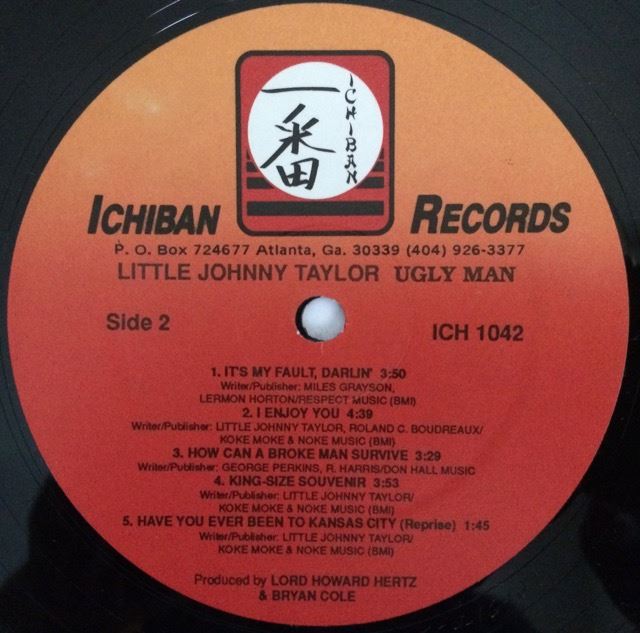 一番
ICHIBAN
ICHIBAN RECORDS
P. O. Box 724677 Atlanta, Ga. 30339 (404) 926-3377
LITTLE JOHNNY TAYLOR UGLY MAN
Side 2
ICH 1042
1. IT'S MY FAULT, DARLIN' 3:50
Writer/Publisher: MILES GRAYSON,
LERMON HORTON/RESPECT MUSIC (BMI)
2. I ENJOY YOU 4:39
Writer/Publisher: LITTLE JOHNNY TAYLOR, ROLAND C. BOUDREAUX/
KOKE MOKE & NOKE MUSIC (BMI)
3. HOW CAN A BROKE MAN SURVIVE 3:29
Writer/Publisher: GEORGE PERKINS, R. HARRIS/DON HALL MUSIC
4. KING-SIZE SOUVENIR 3:53
Writer/Publisher: LITTLE JOHNNY TAYLOR/
KOKE MOKE & NOKE MUSIC (BMI)
5. HAVE YOU EVER BEEN TO KANSAS CITY (Reprise) 1:45
Writer/Publisher: LITTLE JOHNNY TAYLOR/
KOKE MOKE & NOKE MUSIC (BMI)
Produced by LORD HOWARD HERTZ
& BRYAN COLE